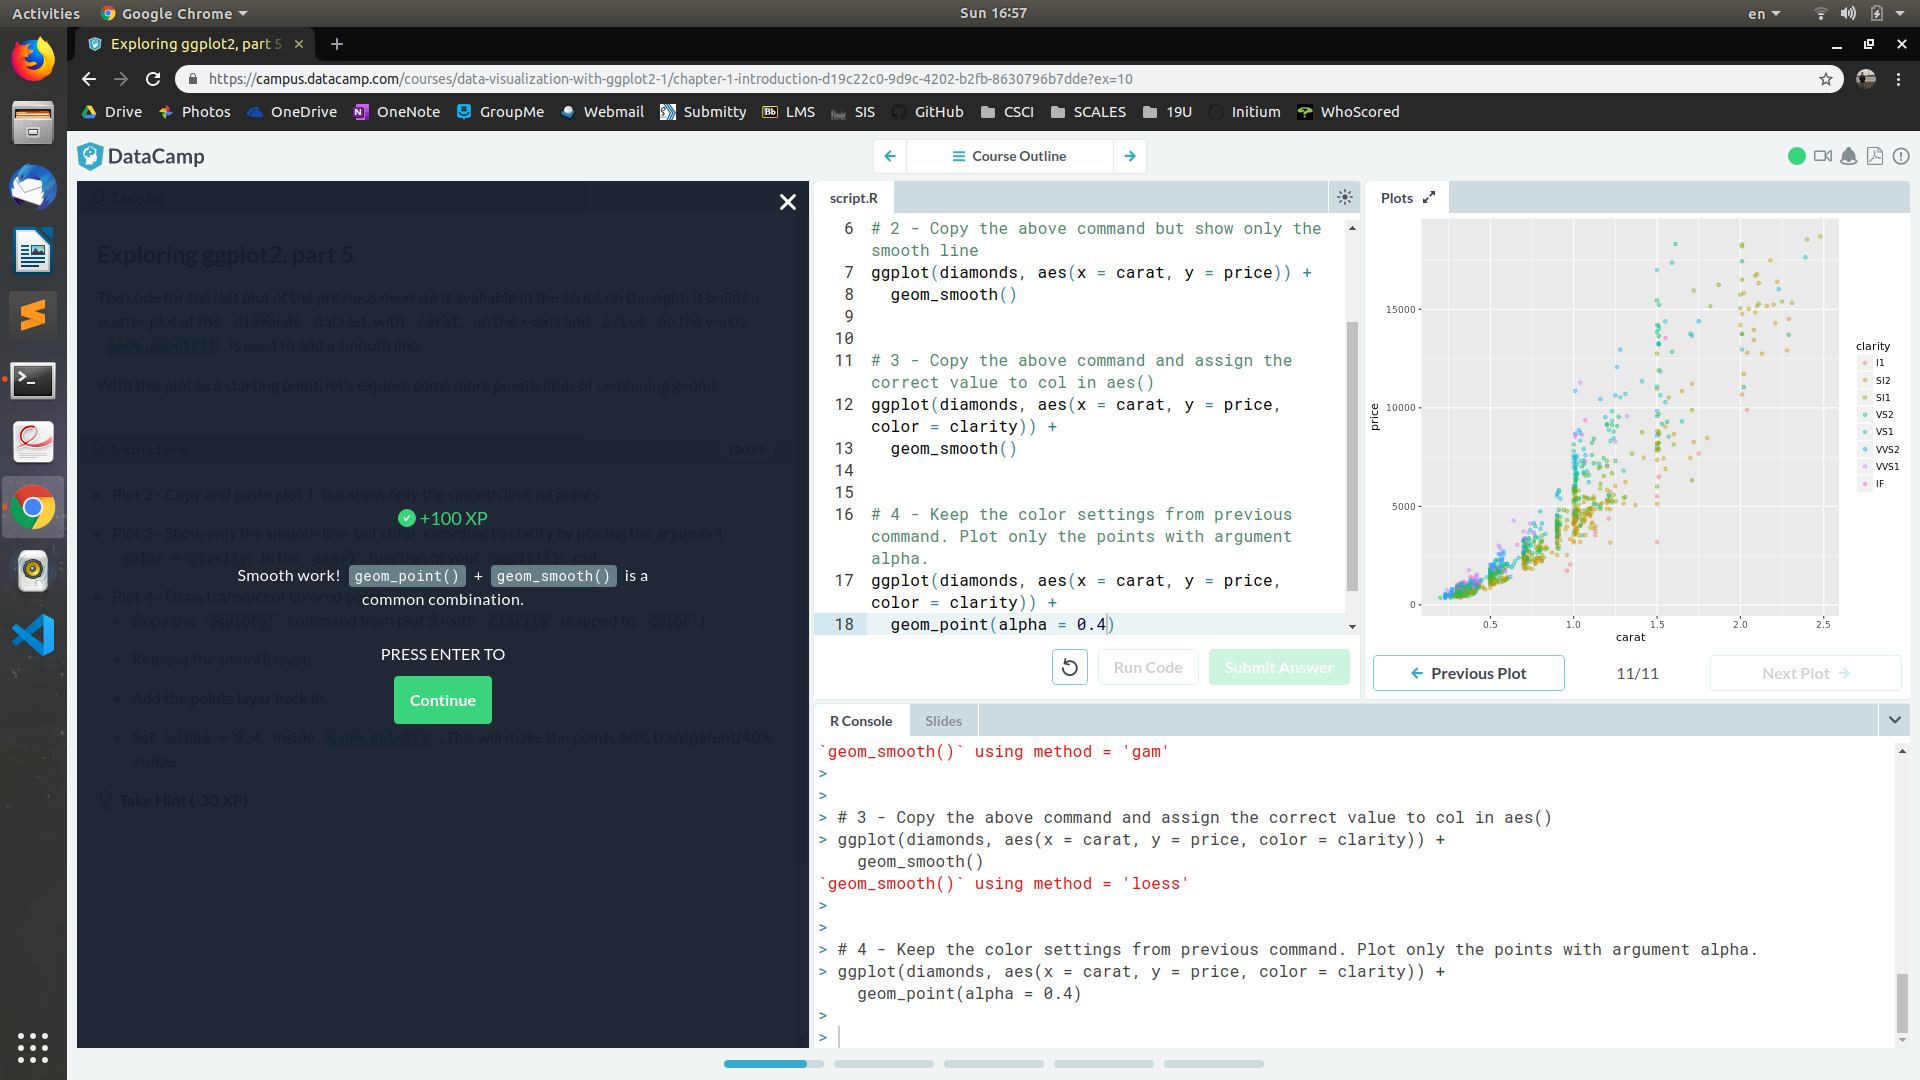 Activities
Google Chrome
Sun 16:57
en
Exploring ggplot2, part 5
https://campus.datacamp.com/courses/data-visualization-with-ggplot2-1/chapter-1-introduction-d19c22c0-9d9c-4202-b2fb-8630796b7dde?ex=10
Drive
Photos
OneDrive
OneNote
GroupMe
Webmail
Submitty
LMS
SIS
GitHub
CSCI
SCALES
19U
Initium
WhoScored
DataCamp
Course Outline
Exercise
Exploring ggplot2, part 5
The code for the last plot of the previous exercise is available in the script on the right. It builds a
scatter plot of the diamonds dataset, with carat on the x-axis and price on the y-axis.
geom_smooth() is used to add a smooth line.
With this plot as a starting point, let's explore some more possibilities of combining geoms.
Instructions
100 XP
Plot 2 - Copy and paste plot 1, but show only the smooth line, no points.
Plot 3 - Show only the smooth line, but color according to clarity by placing the argument
color = clarity in the aes() function of your ggplot() call.
Plot 4 - Draw translucent colored points.
Copy the ggplot() command from plot 3 (with clarity mapped to color).
Remove the smooth layer.
Add the points layer back in.
Set alpha = 0.4 inside geom_point(). This will make the points 60% transparent/40%
visible.
Take Hint (-30 XP)
+100 XP
Smooth work! geom_point() + geom_smooth() is a
common combination.
PRESS ENTER TO
Continue
script.R
6 # 2 - Copy the above command but show only the
smooth line
7 ggplot(diamonds, aes(x = carat, y = price)) +
8 geom_smooth()
9
10
11 # 3 - Copy the above command and assign the
correct value to col in aes()
12 ggplot(diamonds, aes(x = carat, y = price,
color = clarity)) +
13 geom_smooth()
14
15
16 # 4 - Keep the color settings from previous
command. Plot only the points with argument
alpha.
17 ggplot(diamonds, aes(x = carat, y = price,
color = clarity)) +
18 geom_point(alpha = 0.4)
Run Code
Submit Answer
Plots
15000
10000
5000
0
price
0.5 1.0 1.5 2.0 2.5
carat
clarity
I1
SI2
SI1
VS2
VS1
VVS2
VVS1
IF
Previous Plot
11/11
Next Plot
R Console
Slides
`geom_smooth()` using method = 'gam'
>
>
> # 3 - Copy the above command and assign the correct value to col in aes()
> ggplot(diamonds, aes(x = carat, y = price, color = clarity)) +
geom_smooth()
`geom_smooth()` using method = 'loess'
>
>
> # 4 - Keep the color settings from previous command. Plot only the points with argument alpha.
> ggplot(diamonds, aes(x = carat, y = price, color = clarity)) +
geom_point(alpha = 0.4)
>
>